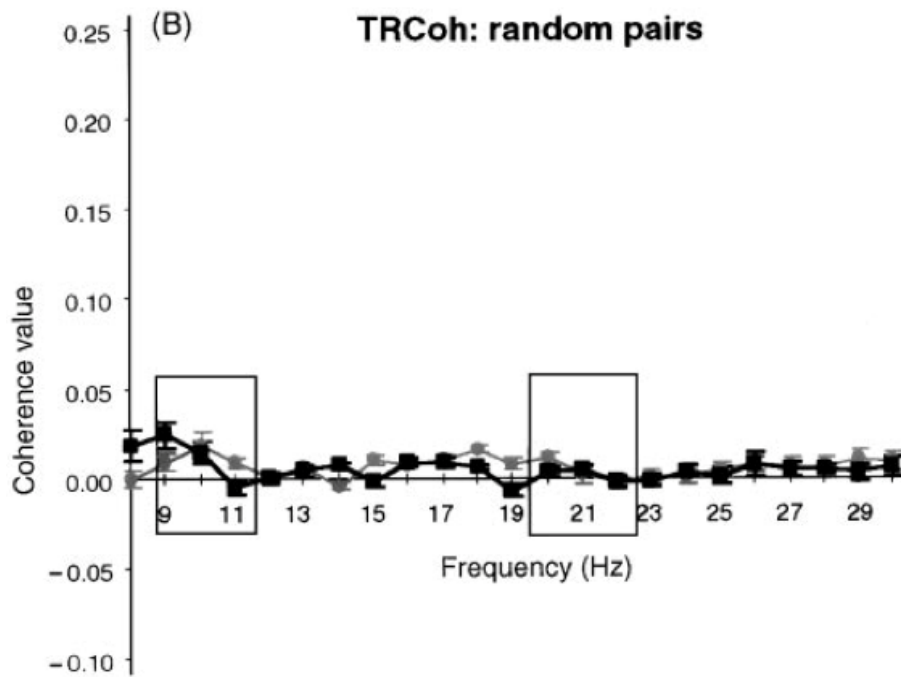 (B)
TRCoh: random pairs
0.25
0.20
0.15
0.10
0.05
0.00
−0.05
−0.10
Coherence value
9 11 13 15 17 19 21 23 25 27 29
Frequency (Hz)